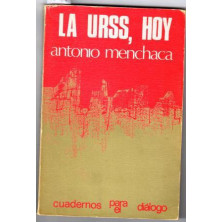 LA URSS, HOY
antonio menchaca
cuadernos para el diálogo